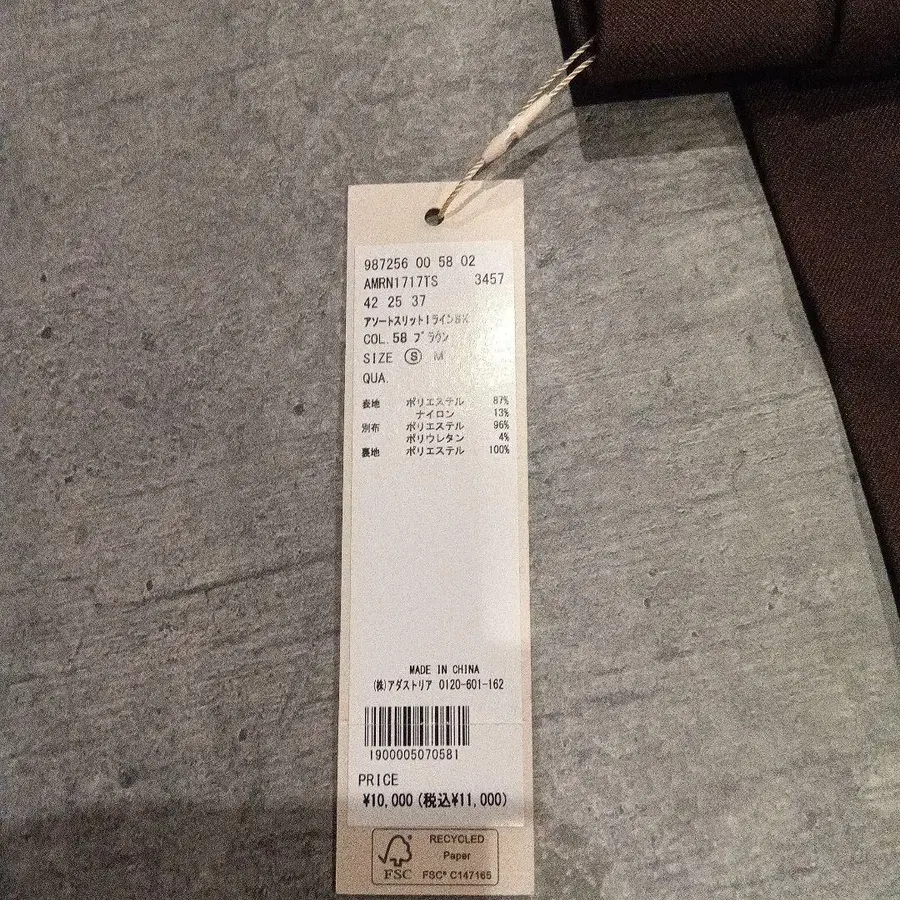 987256 00 58 02
AMRN1717TS 3457
42 25 37
アソートスリットIラインSK
COL. 58 ブラウン
SIZE Ⓢ M
QUA.
表地 ポリエステル 87%
ナイロン 13%
別布 ポリエステル 96%
ポリウレタン 4%
裏地 ポリエステル 100%
MADE IN CHINA
(株)アダストリア 0120-601-162
1900005070581
PRICE
¥10,000 (税込¥11,000)
RECYCLED
Paper
FSC® C147165
FSC